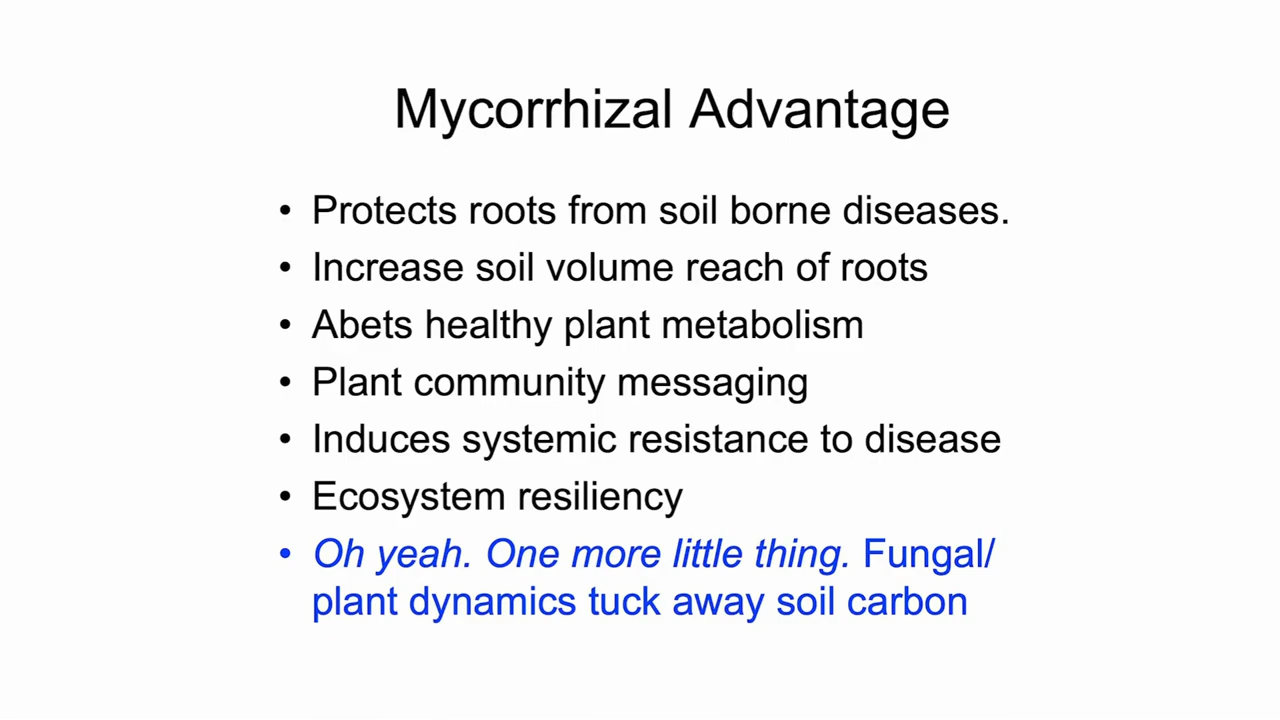 Mycorrhizal Advantage
• Protects roots from soil borne diseases.
• Increase soil volume reach of roots
• Abets healthy plant metabolism
• Plant community messaging
• Induces systemic resistance to disease
• Ecosystem resiliency
• Oh yeah. One more little thing. Fungal/
plant dynamics tuck away soil carbon